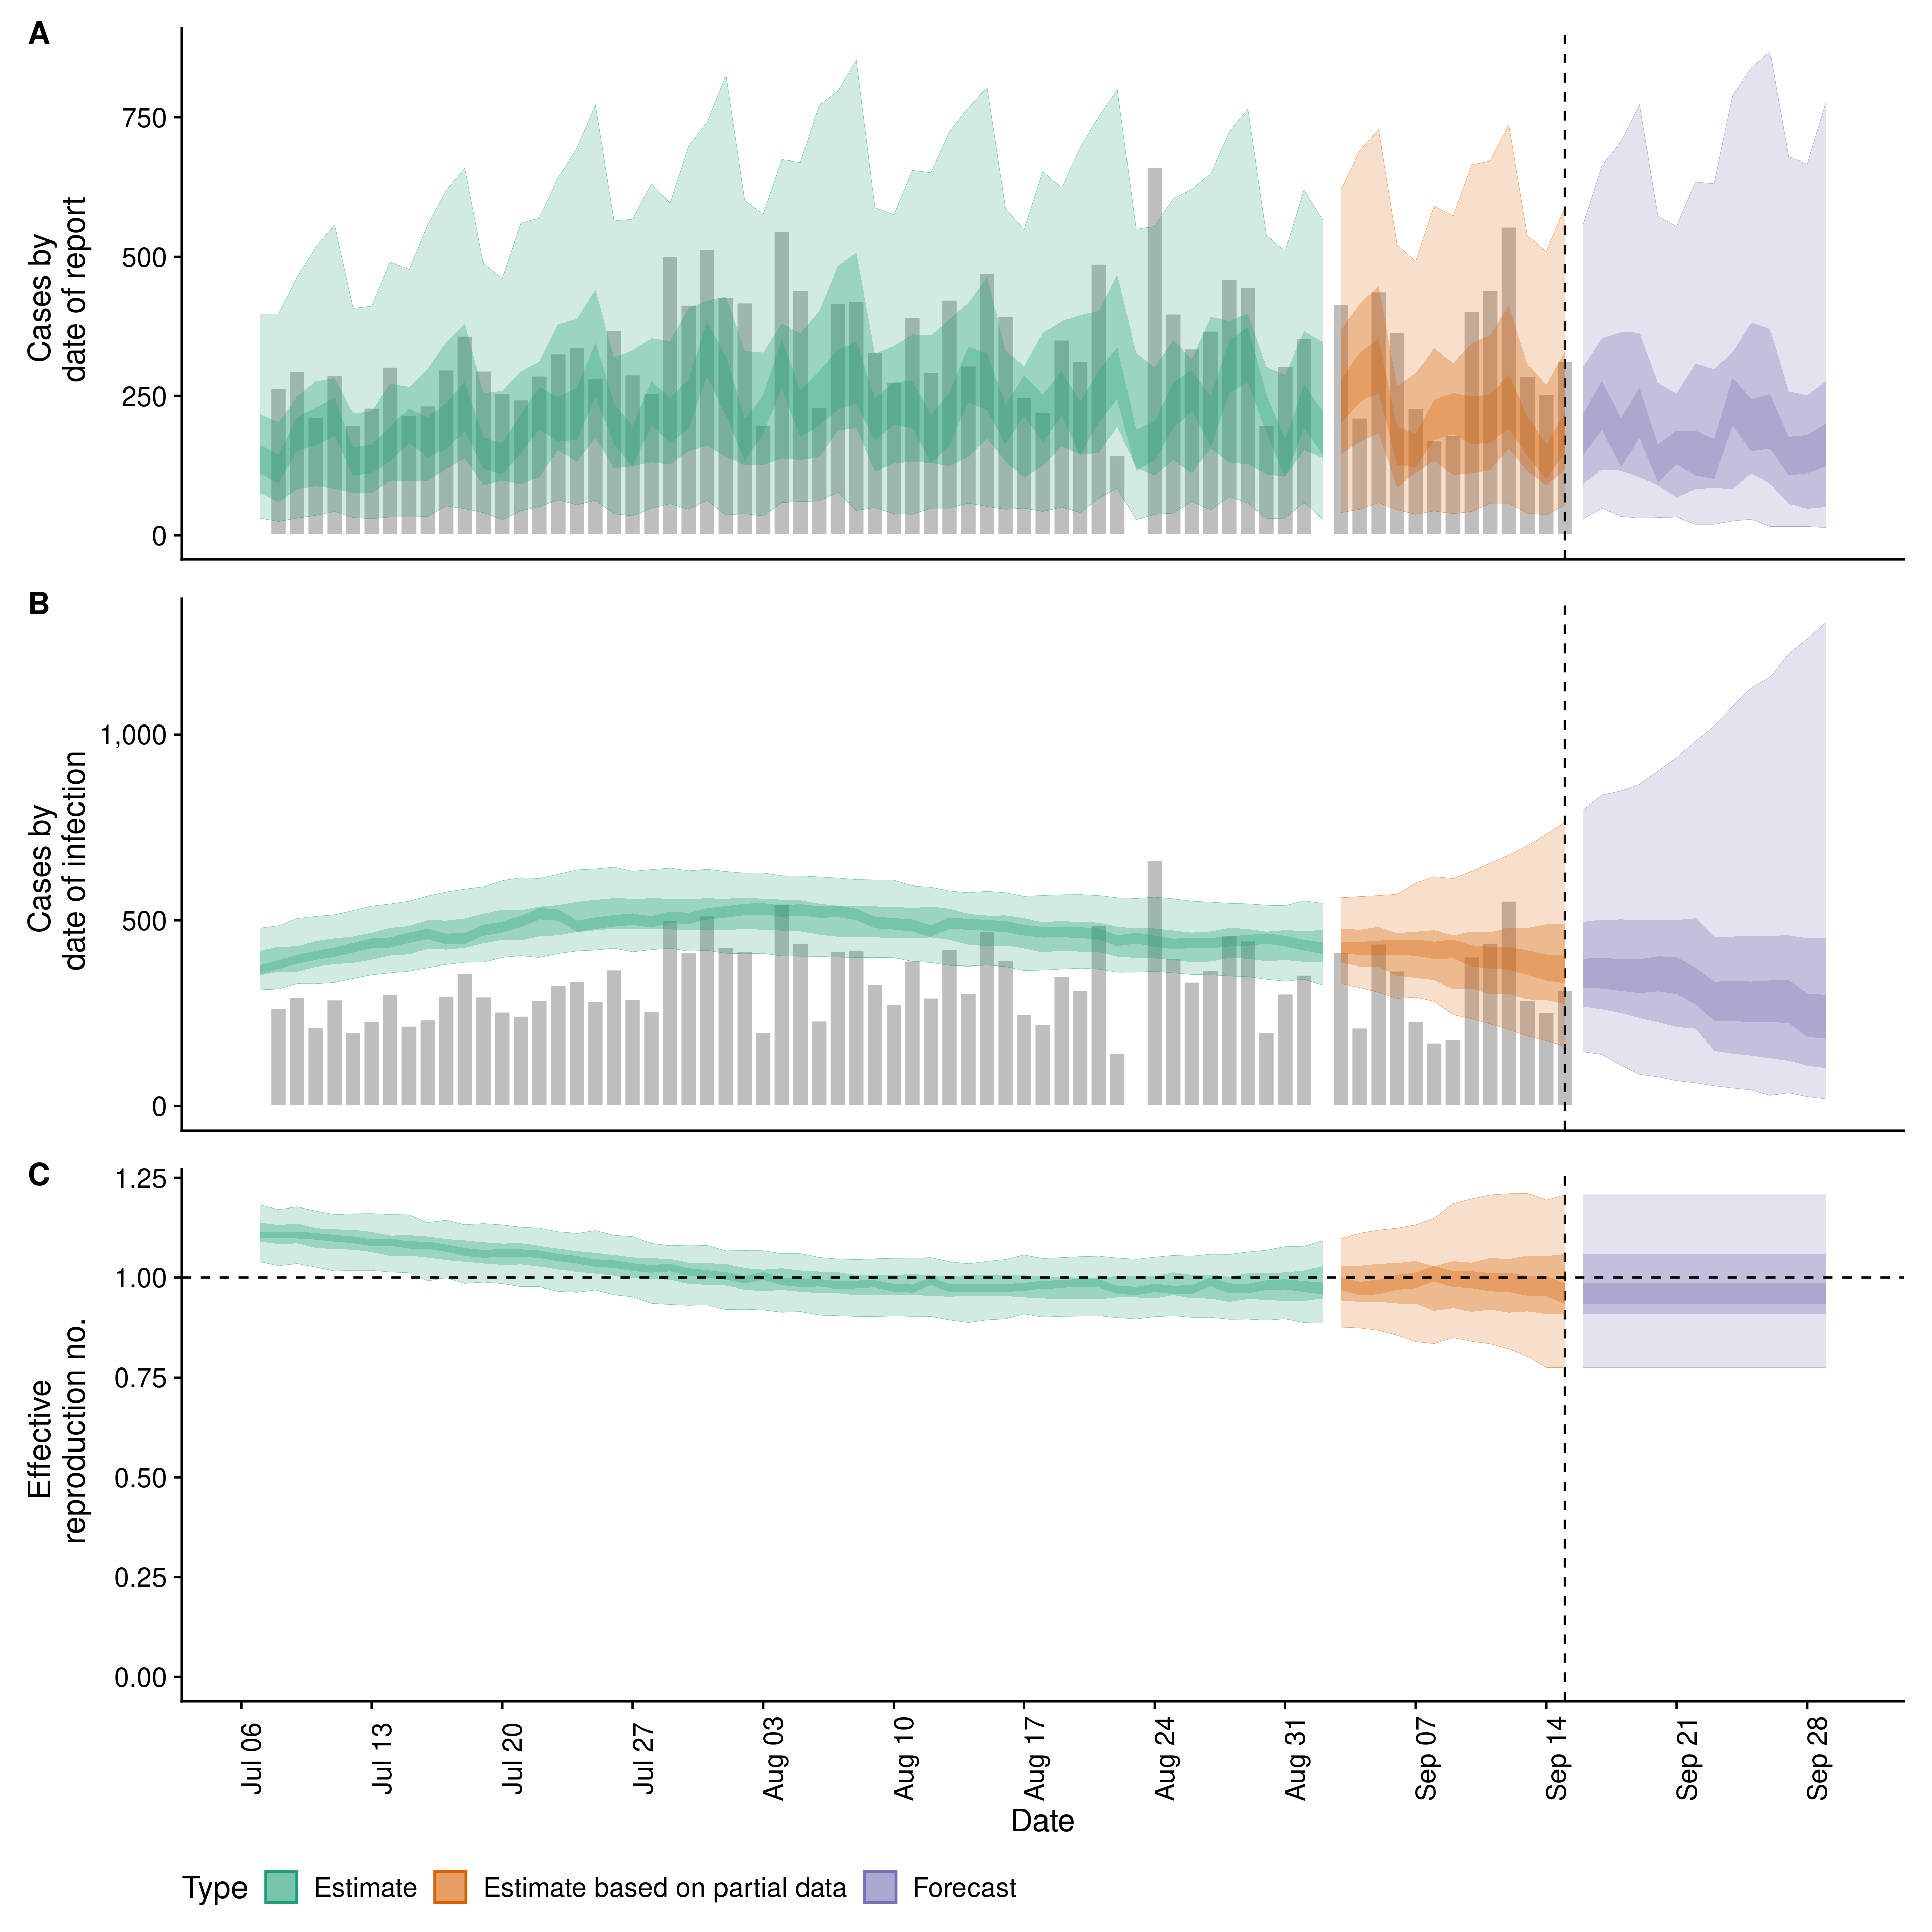 A
Cases by
date of report
750
500
250
0
B
Cases by
date of infection
1,000
500
0
C
Effective
reproduction no.
1.25
1.00
0.75
0.50
0.25
0.00
Jul 06
Jul 13
Jul 20
Jul 27
Aug 03
Aug 10
Aug 17
Aug 24
Aug 31
Sep 07
Sep 14
Sep 21
Sep 28
Date
Type
Estimate
Estimate based on partial data
Forecast